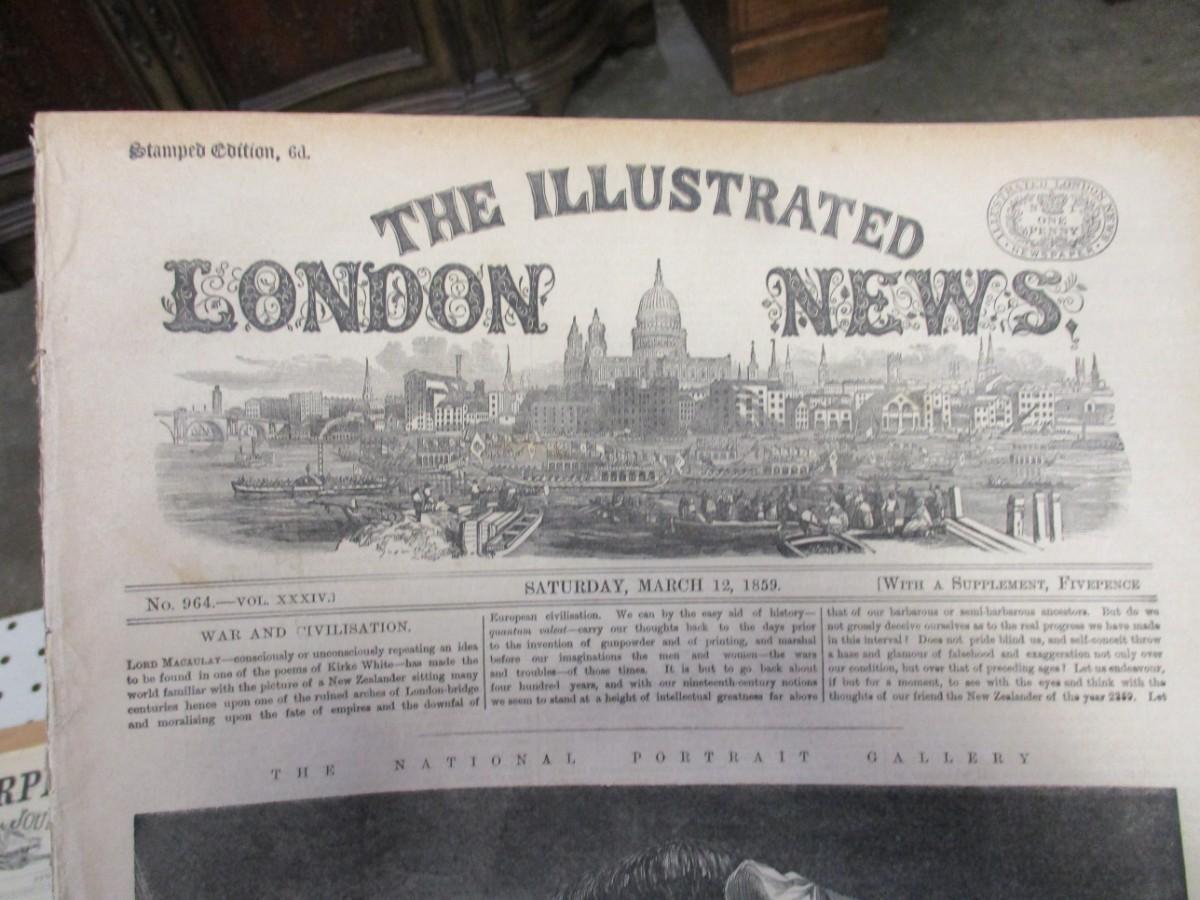 Stamped Edition, 6d.
THE ILLUSTRATED
LONDON NEWS,
ILLUSTRATED LONDON NEWS
ONE
PENNY
NEWSPAPER
No. 964.—VOL. XXXIV.]
SATURDAY, MARCH 12, 1859.
[WITH A SUPPLEMENT, FIVEPENCE
WAR AND CIVILISATION.
LORD MACAULAY—consciously or unconsciously repeating an idea
to be found in one of the poems of Kirke White—has made the
world familiar with the picture of a New Zealander sitting many
centuries hence upon one of the ruined arches of London-bridge
and moralising upon the fate of empires and the downfal of
European civilisation. We can by the easy aid of history—
quantum valeat—carry our thoughts back to the days prior
to the invention of gunpowder and of printing, and marshal
before our imaginations the men and women—the wars
and troubles—of those times. It is but to go back about
four hundred years, and with our nineteenth-century notions
we seem to stand at a height of intellectual greatness far above
that of our barbarous or semi-barbarous ancestors. But do we
not grossly deceive ourselves as to the real progress we have made
in this interval? Does not pride blind us, and self-conceit throw
a haze and glamour of falsehood and exaggeration not only over
our condition, but over that of preceding ages? Let us endeavour,
if but for a moment, to see with the eyes and think with the
thoughts of our friend the New Zealander of the year 2359. Let
THE NATIONAL PORTRAIT GALLERY
RP
JOU